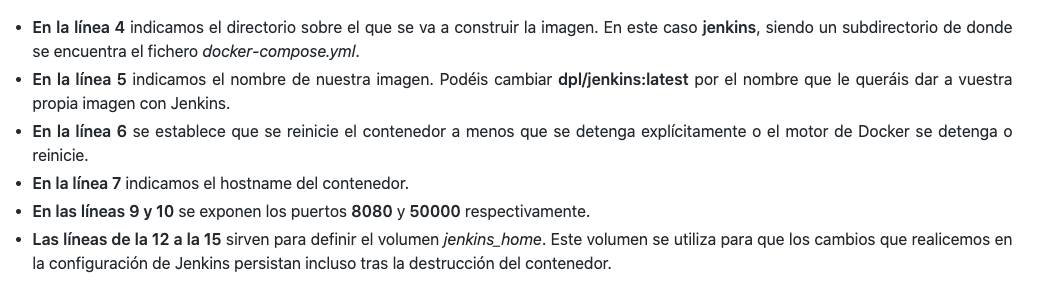 • En la línea 4 indicamos el directorio sobre el que se va a construir la imagen. En este caso jenkins, siendo un subdirectorio de donde
se encuentra el fichero docker-compose.yml.
• En la línea 5 indicamos el nombre de nuestra imagen. Podéis cambiar dpl/jenkins:latest por el nombre que le queráis dar a vuestra
propia imagen con Jenkins.
• En la línea 6 se establece que se reinicie el contenedor a menos que se detenga explícitamente o el motor de Docker se detenga o
reinicie.
• En la línea 7 indicamos el hostname del contenedor.
• En las líneas 9 y 10 se exponen los puertos 8080 y 50000 respectivamente.
• Las líneas de la 12 a la 15 sirven para definir el volumen jenkins_home. Este volumen se utiliza para que los cambios que realicemos en
la configuración de Jenkins persistan incluso tras la destrucción del contenedor.